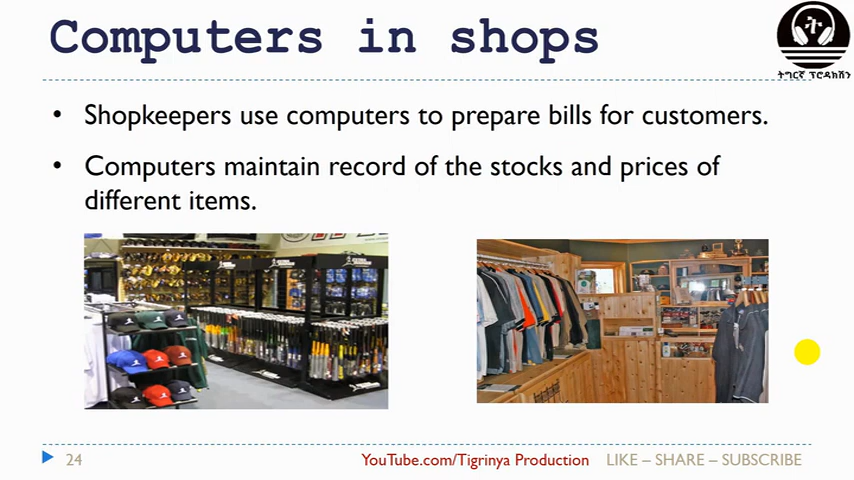 Computers in shops
ት
ትግርኛ ፕሮዳክሽን
• Shopkeepers use computers to prepare bills for customers.
• Computers maintain record of the stocks and prices of
different items.
24
YouTube.com/Tigrinya Production LIKE – SHARE – SUBSCRIBE